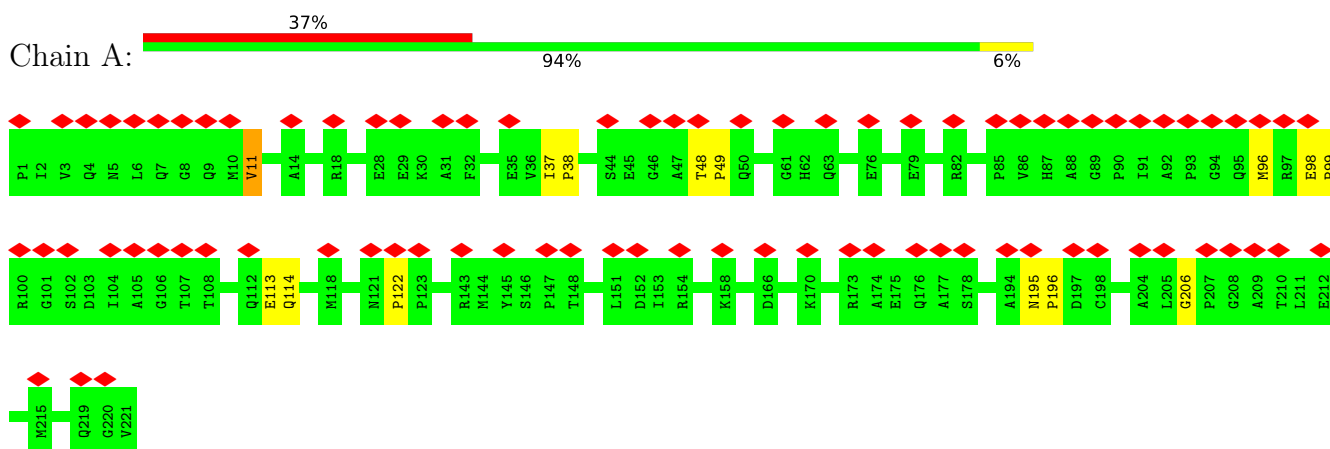 37%
Chain A:
94% 6%
P1 I2 V3 Q4 N5 L6 Q7 G8 Q9 M10 V11 A14 R18 E28 E29 K30 A31 F32 E35 V36 I37 P38 S44 E45 G46 A47 T48 P49 Q50 G61 H62 Q63 E76 E79 R82 P85 V86 H87 A88 G89 P90 I91 A92 P93 G94 Q95 M96 R97 E98 P99
R100 G101 S102 D103 I104 A105 G106 T107 T108 Q112 E113 Q114 M118 N121 P122 P123 R143 M144 Y145 S146 P147 T148 L151 D152 I153 R154 K158 D166 K170 R173 A174 E175 Q176 A177 S178 A194 N195 P196 D197 C198 A204 L205 G206 P207 G208 A209 T210 L211 E212
M215 Q219 G220 V221